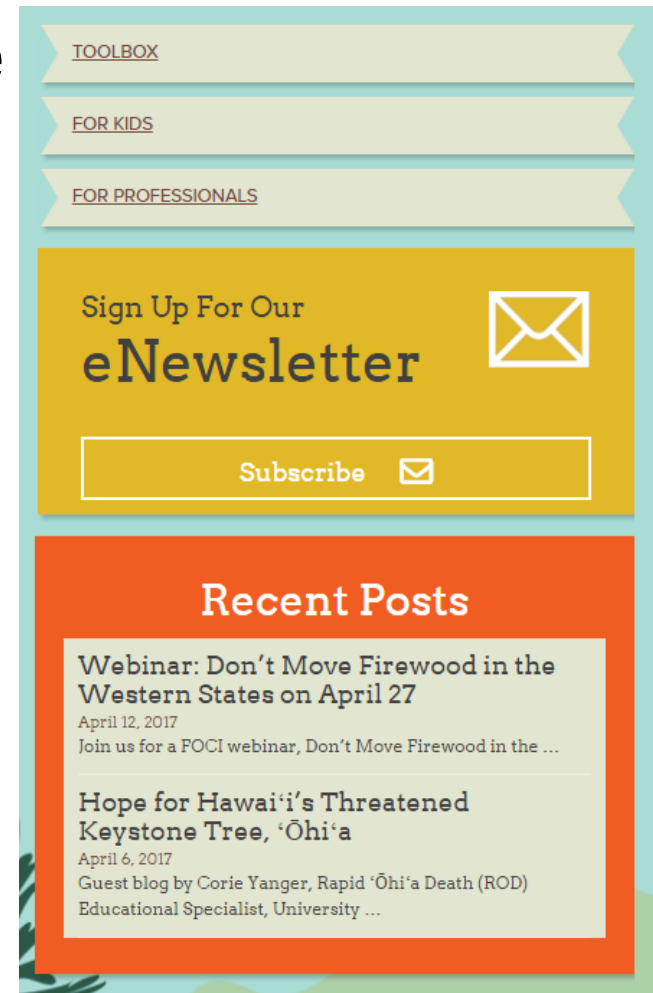 e
TOOLBOX
FOR KIDS
FOR PROFESSIONALS
Sign Up For Our
eNewsletter
Subscribe
Recent Posts
Webinar: Don’t Move Firewood in the
Western States on April 27
April 12, 2017
Join us for a FOCI webinar, Don’t Move Firewood in the …
Hope for Hawaiʻi’s Threatened
Keystone Tree, ʻŌhiʻa
April 6, 2017
Guest blog by Corie Yanger, Rapid ʻŌhiʻa Death (ROD)
Educational Specialist, University …